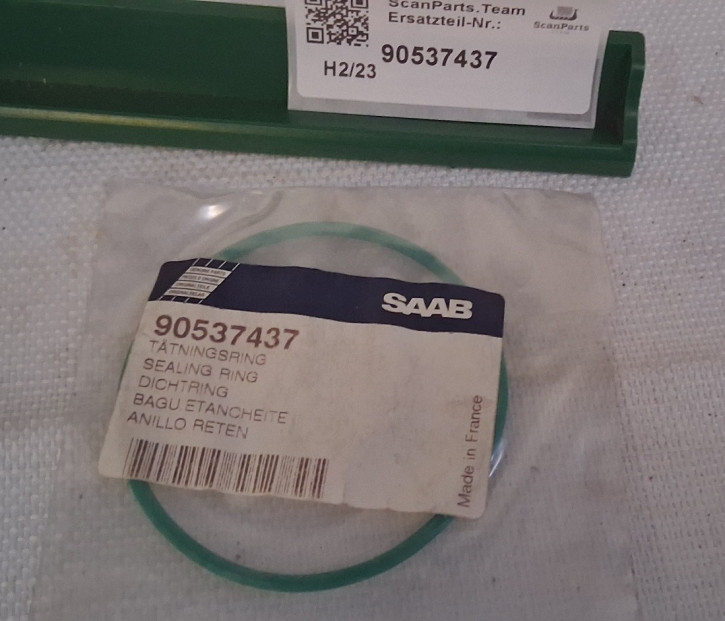 ScanParts.Team
Ersatzteil-Nr.:
ScanParts
90537437
H2/23
SAAB
90537437
TÄTNINGSRING
SEALING RING
DICHTRING
BAGU.ETANCHEITE
ANILLO RETEN
Made in France